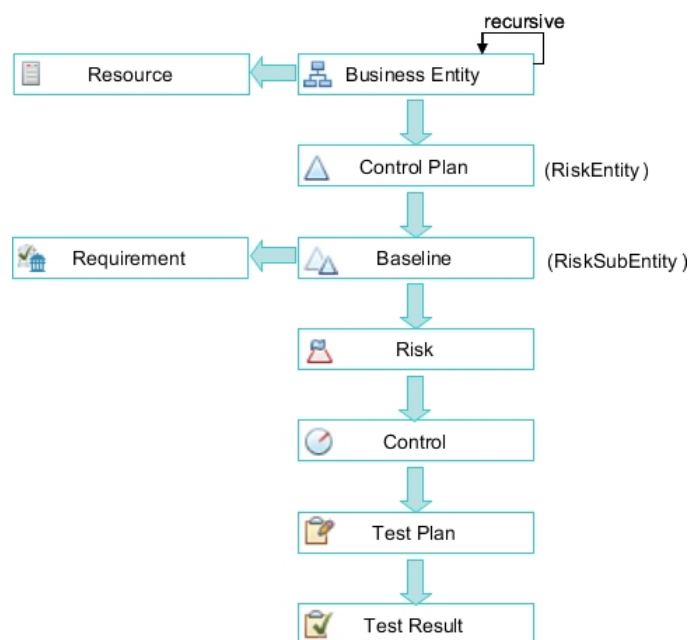 recursive
Resource
Business Entity
Control Plan
(RiskEntity)
Requirement
Baseline
(RiskSubEntity)
Risk
Control
Test Plan
Test Result